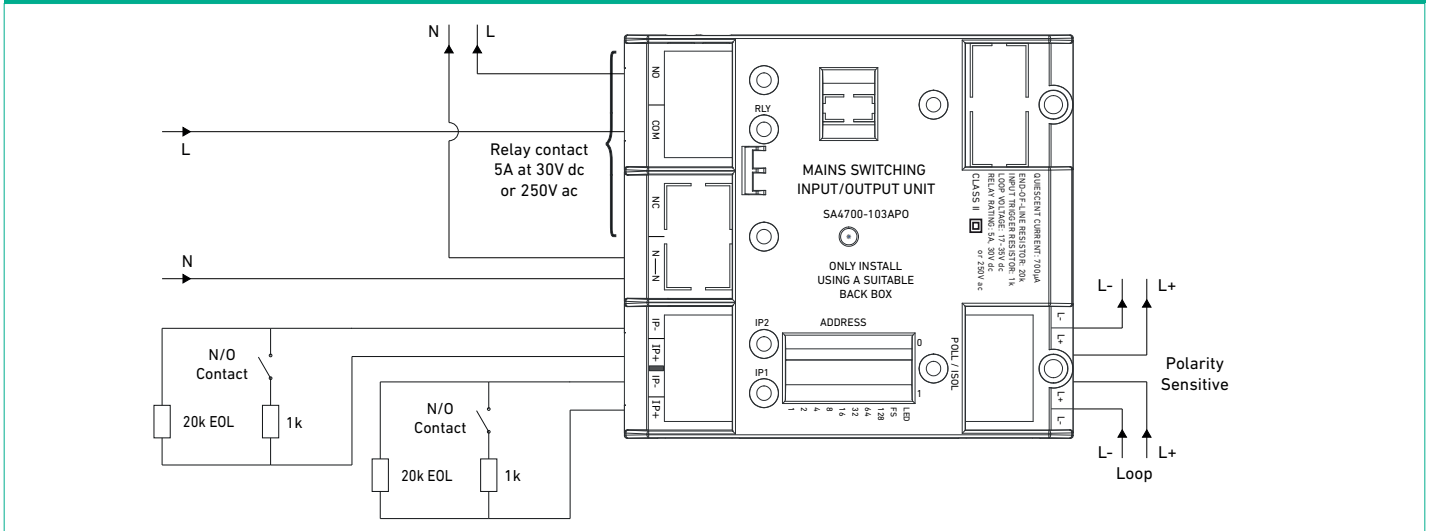 N L
NO
COM
L
Relay contact
5A at 30V dc
or 250V ac
NC
N—N
N
RLY
MAINS SWITCHING
INPUT/OUTPUT UNIT
SA4700-103APO
ONLY INSTALL
USING A SUITABLE
BACK BOX
QUIESCENT CURRENT: 700µA
END-OF-LINE RESISTOR: 20k
INPUT TRIGGER RESISTOR: 1k
LOOP VOLTAGE: 17-35V dc
RELAY RATING: 5A, 30V dc
or 250V ac
CLASS II
IP-
IP+
IP-
IP+
N/O
Contact
20k EOL
1k
N/O
Contact
20k EOL
1k
IP2
IP1
ADDRESS
0
1
1 2 4 8 16 32 64 128 FS LED
POLL / ISOL
L-
L+
L+
L-
L- L+
Polarity
Sensitive
L- L+
Loop